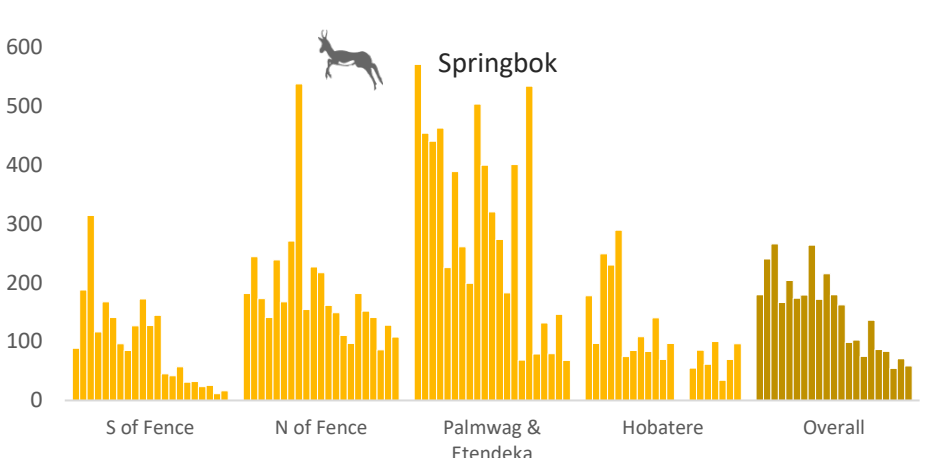 Springbok
600
500
400
300
200
100
0
S of Fence
N of Fence
Palmwag &
Etendeka
Hobatere
Overall